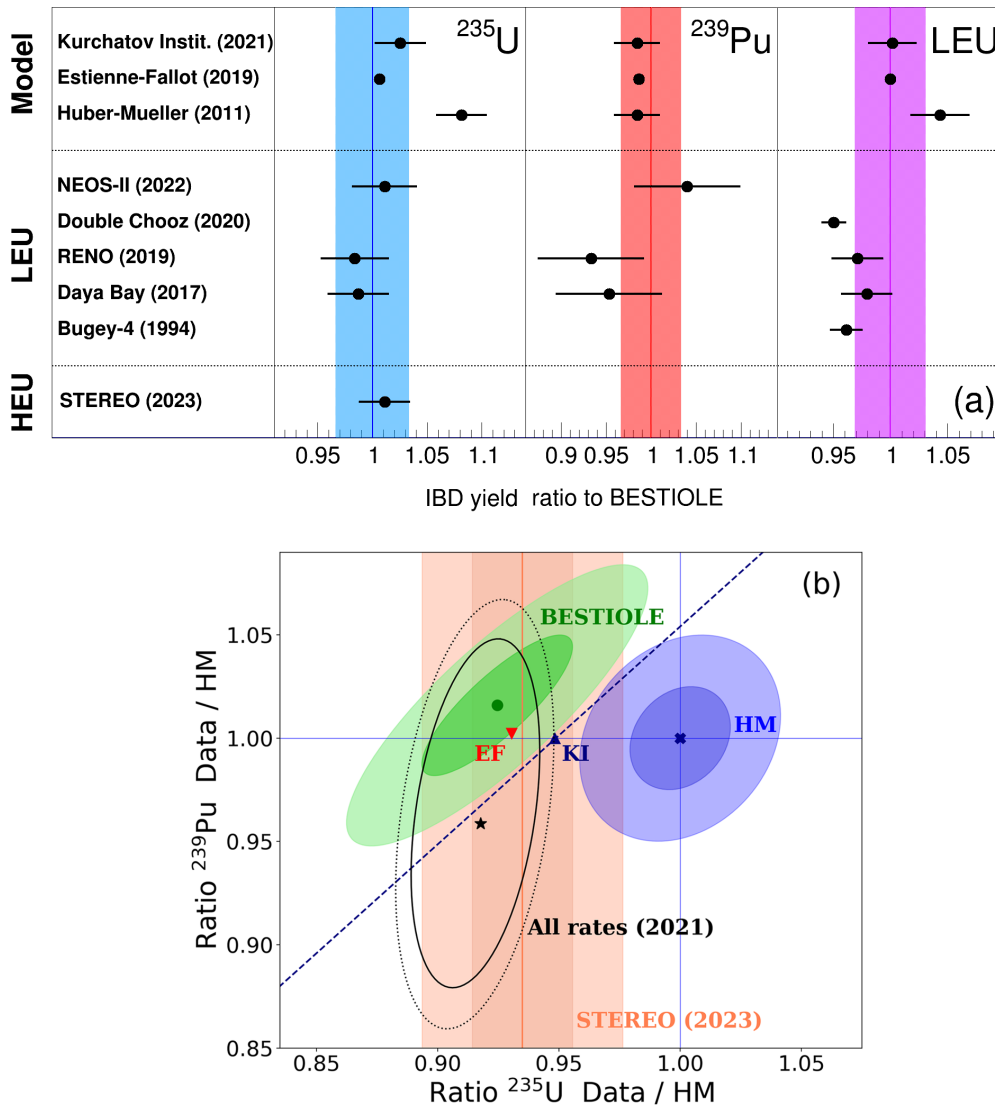 Model
Kurchatov Instit. (2021)
Estienne-Fallot (2019)
Huber-Mueller (2011)
²³⁵U
²³⁹Pu
LEU
LEU
NEOS-II (2022)
Double Chooz (2020)
RENO (2019)
Daya Bay (2017)
Bugey-4 (1994)
HEU
STEREO (2023)
(a)
0.95 1 1.05 1.1 0.9 0.95 1 1.05 1.1 0.95 1 1.05
IBD yield ratio to BESTIOLE
(b)
BESTIOLE
HM
EF
KI
All rates (2021)
STEREO (2023)
1.05
1.00
0.95
0.90
0.85
Ratio ²³⁹Pu Data / HM
0.85 0.90 0.95 1.00 1.05
Ratio ²³⁵U Data / HM